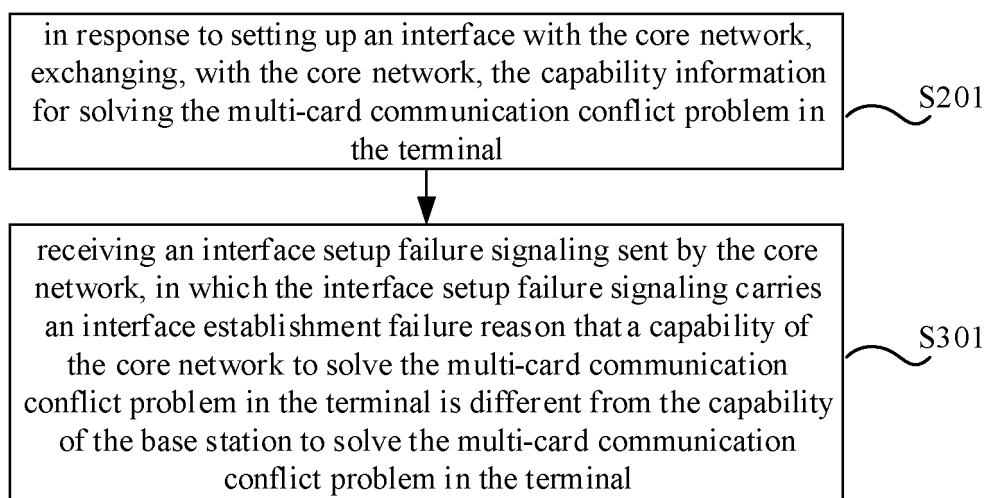 in response to setting up an interface with the core network,
exchanging, with the core network, the capability information
for solving the multi-card communication conflict problem in
the terminal
S201
receiving an interface setup failure signaling sent by the core
network, in which the interface setup failure signaling carries
an interface establishment failure reason that a capability of
the core network to solve the multi-card communication
conflict problem in the terminal is different from the capability
of the base station to solve the multi-card communication
conflict problem in the terminal
S301